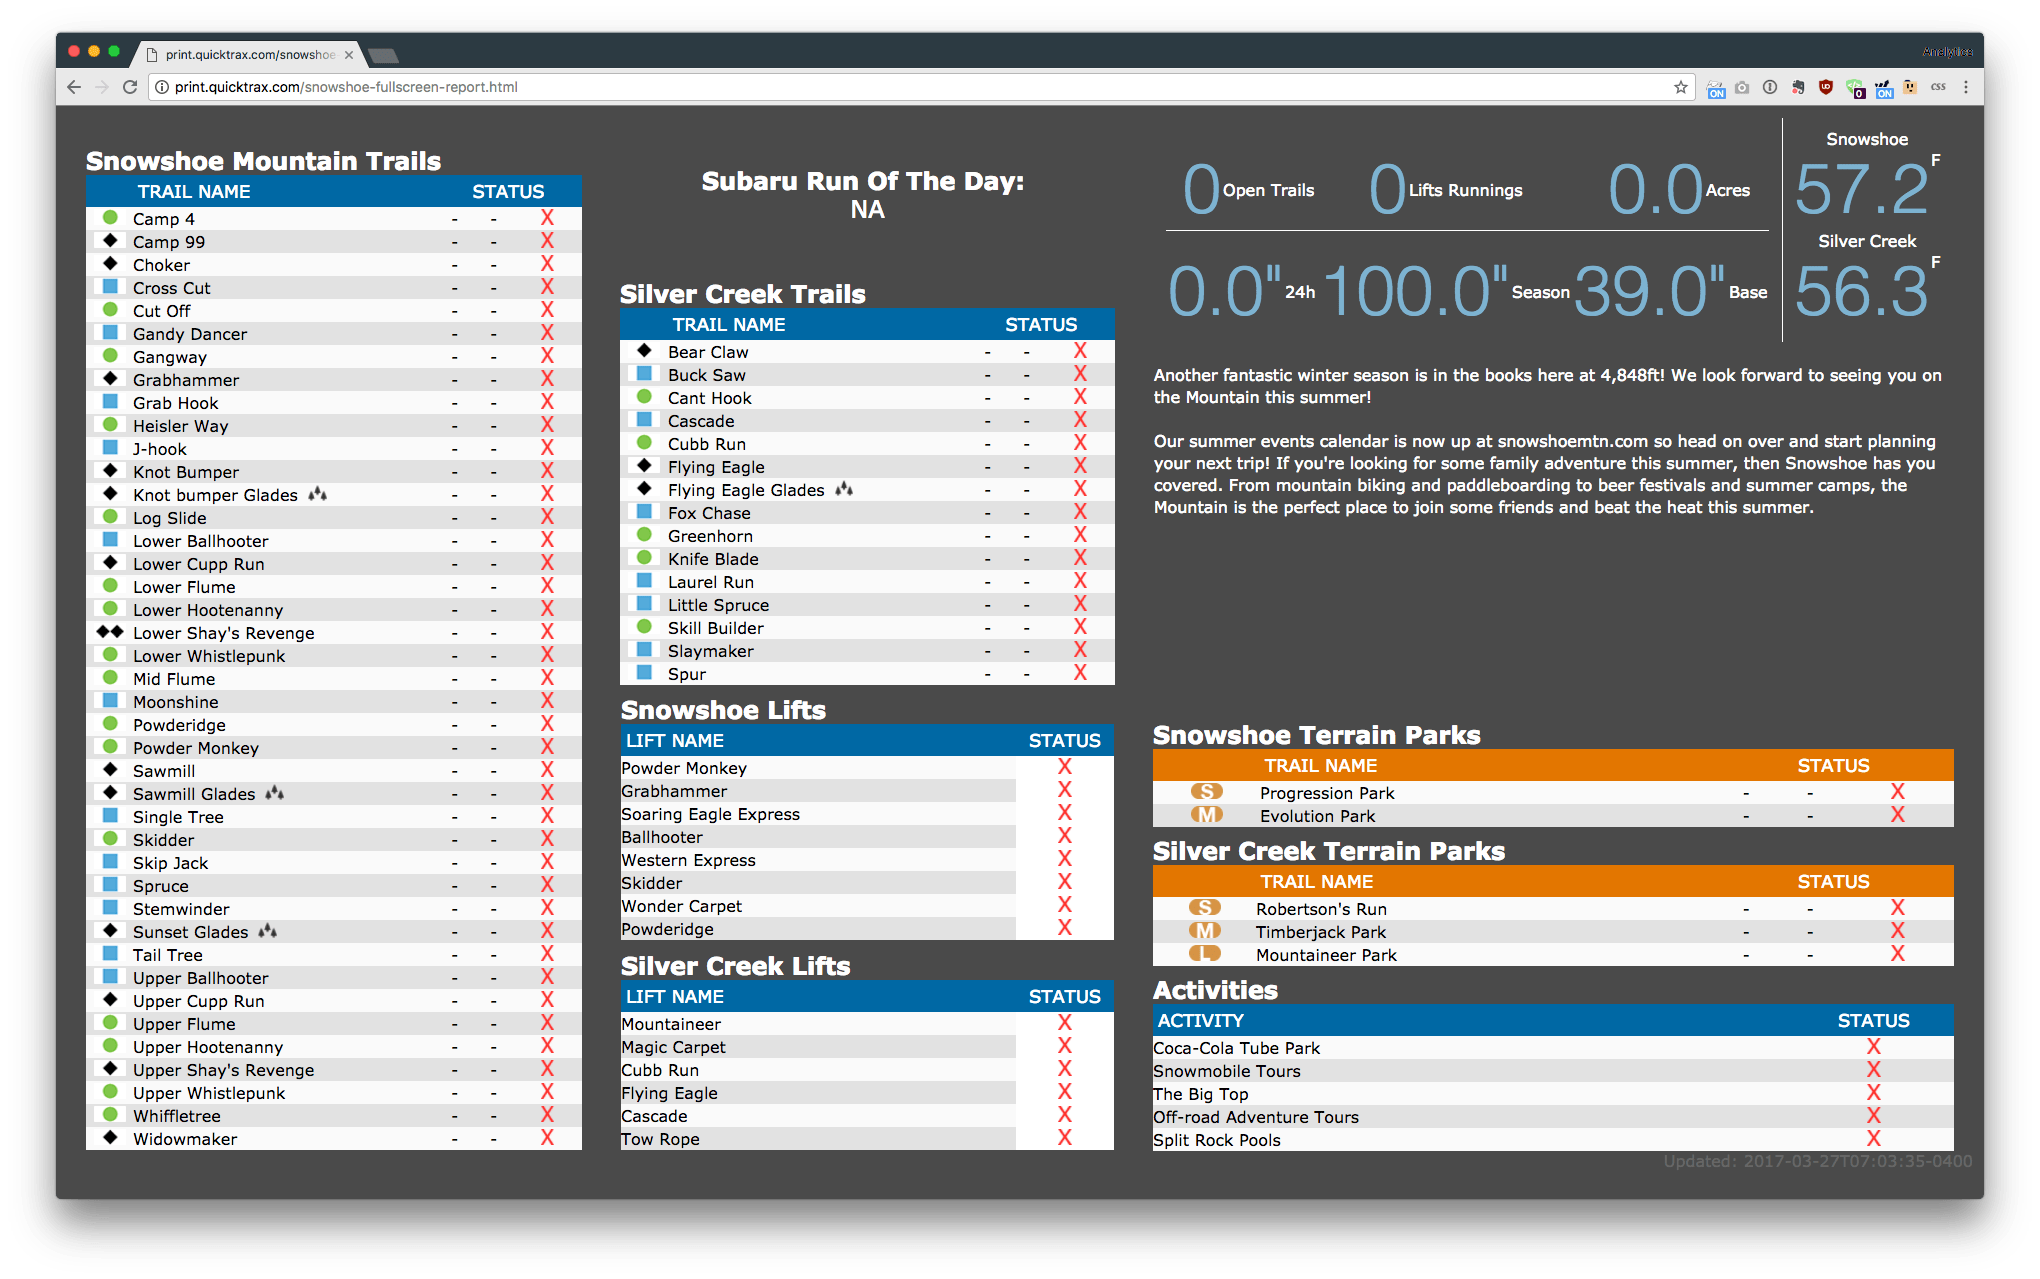 print.quicktrax.com/snowshoe-
Analytics
print.quicktrax.com/snowshoe-fullscreen-report.html
ON
0
ON
css
Snowshoe Mountain Trails
TRAIL NAME STATUS
Camp 4 - - X
Camp 99 - - X
Choker - - X
Cross Cut - - X
Cut Off - - X
Gandy Dancer - - X
Gangway - - X
Grabhammer - - X
Grab Hook - - X
Heisler Way - - X
J-hook - - X
Knot Bumper - - X
Knot bumper Glades - - X
Log Slide - - X
Lower Ballhooter - - X
Lower Cupp Run - - X
Lower Flume - - X
Lower Hootenanny - - X
Lower Shay's Revenge - - X
Lower Whistlepunk - - X
Mid Flume - - X
Moonshine - - X
Powderidge - - X
Powder Monkey - - X
Sawmill - - X
Sawmill Glades - - X
Single Tree - - X
Skidder - - X
Skip Jack - - X
Spruce - - X
Stemwinder - - X
Sunset Glades - - X
Tail Tree - - X
Upper Ballhooter - - X
Upper Cupp Run - - X
Upper Flume - - X
Upper Hootenanny - - X
Upper Shay's Revenge - - X
Upper Whistlepunk - - X
Whiffletree - - X
Widowmaker - - X
Subaru Run Of The Day:
NA
Silver Creek Trails
TRAIL NAME STATUS
Bear Claw - - X
Buck Saw - - X
Cant Hook - - X
Cascade - - X
Cubb Run - - X
Flying Eagle - - X
Flying Eagle Glades - - X
Fox Chase - - X
Greenhorn - - X
Knife Blade - - X
Laurel Run - - X
Little Spruce - - X
Skill Builder - - X
Slaymaker - - X
Spur - - X
Snowshoe Lifts
LIFT NAME STATUS
Powder Monkey X
Grabhammer X
Soaring Eagle Express X
Ballhooter X
Western Express X
Skidder X
Wonder Carpet X
Powderidge X
Silver Creek Lifts
LIFT NAME STATUS
Mountaineer X
Magic Carpet X
Cubb Run X
Flying Eagle X
Cascade X
Tow Rope X
0 Open Trails 0 Lifts Runnings 0.0 Acres
0.0" 24h 100.0" Season 39.0" Base
Snowshoe
57.2 F
Silver Creek
56.3 F
Another fantastic winter season is in the books here at 4,848ft! We look forward to seeing you on
the Mountain this summer!
Our summer events calendar is now up at snowshoemtn.com so head on over and start planning
your next trip! If you're looking for some family adventure this summer, then Snowshoe has you
covered. From mountain biking and paddleboarding to beer festivals and summer camps, the
Mountain is the perfect place to join some friends and beat the heat this summer.
Snowshoe Terrain Parks
TRAIL NAME STATUS
S Progression Park - - X
M Evolution Park - - X
Silver Creek Terrain Parks
TRAIL NAME STATUS
S Robertson's Run - - X
M Timberjack Park - - X
L Mountaineer Park - - X
Activities
ACTIVITY STATUS
Coca-Cola Tube Park X
Snowmobile Tours X
The Big Top X
Off-road Adventure Tours X
Split Rock Pools X
Updated: 2017-03-27T07:03:35-0400